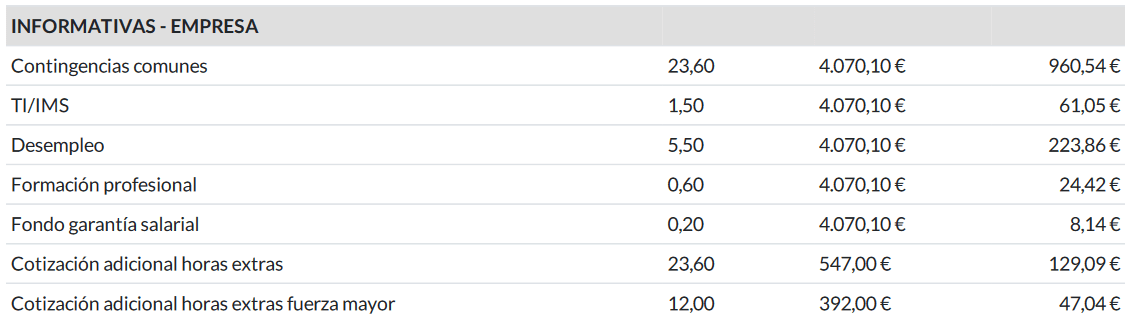 INFORMATIVAS - EMPRESA
Contingencias comunes 23,60 4.070,10 € 960,54 €
TI/IMS 1,50 4.070,10 € 61,05 €
Desempleo 5,50 4.070,10 € 223,86 €
Formación profesional 0,60 4.070,10 € 24,42 €
Fondo garantía salarial 0,20 4.070,10 € 8,14 €
Cotización adicional horas extras 23,60 547,00 € 129,09 €
Cotización adicional horas extras fuerza mayor 12,00 392,00 € 47,04 €